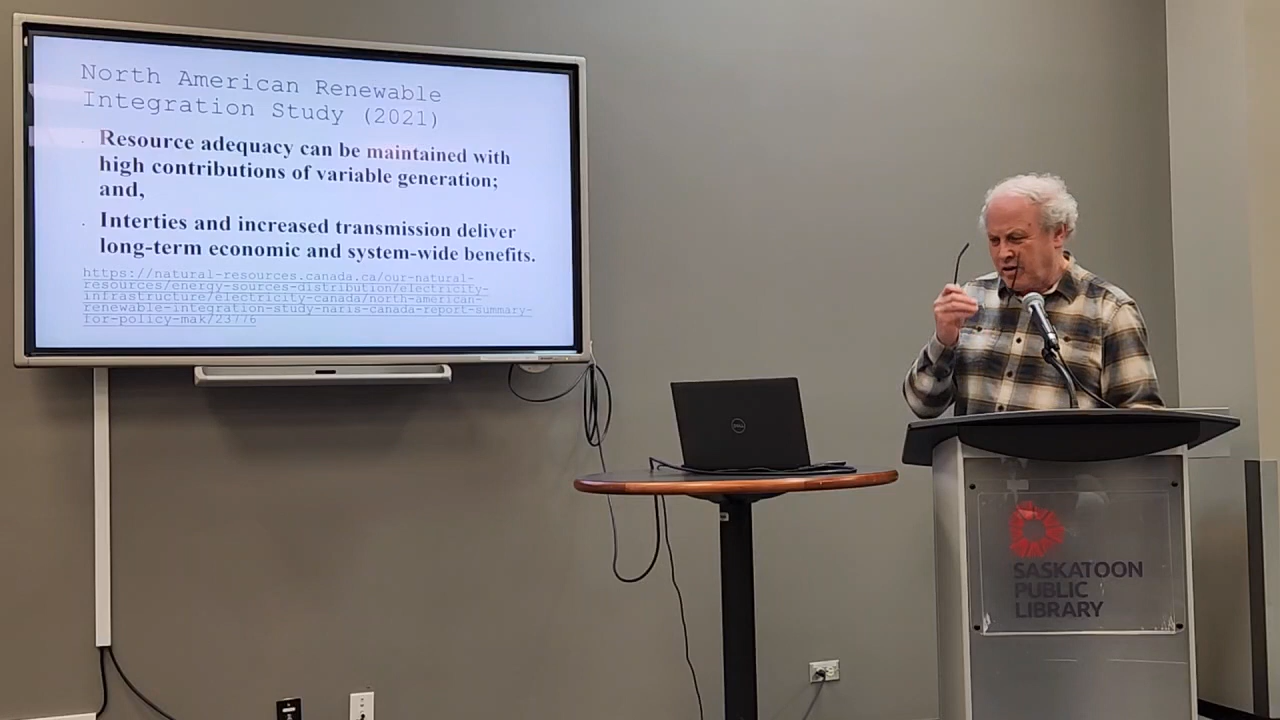 North American Renewable
Integration Study (2021)
Resource adequacy can be maintained with
high contributions of variable generation;
and,
Interties and increased transmission deliver
long-term economic and system-wide benefits.
https://natural-resources.canada.ca/our-natural-
resources/energy-sources-distribution/electricity-
infrastructure/electricity-canada/north-american-
renewable-integration-study-naris-canada-report-summary-
for-policy-mak/23776
DELL
SASKATOON
PUBLIC
LIBRARY